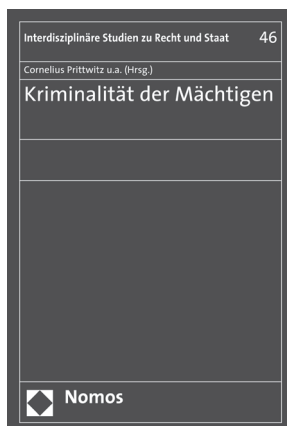 Interdisziplinäre Studien zu Recht und Staat 46
Cornelius Prittwitz u.a. (Hrsg.)
Kriminalität der Mächtigen
Nomos